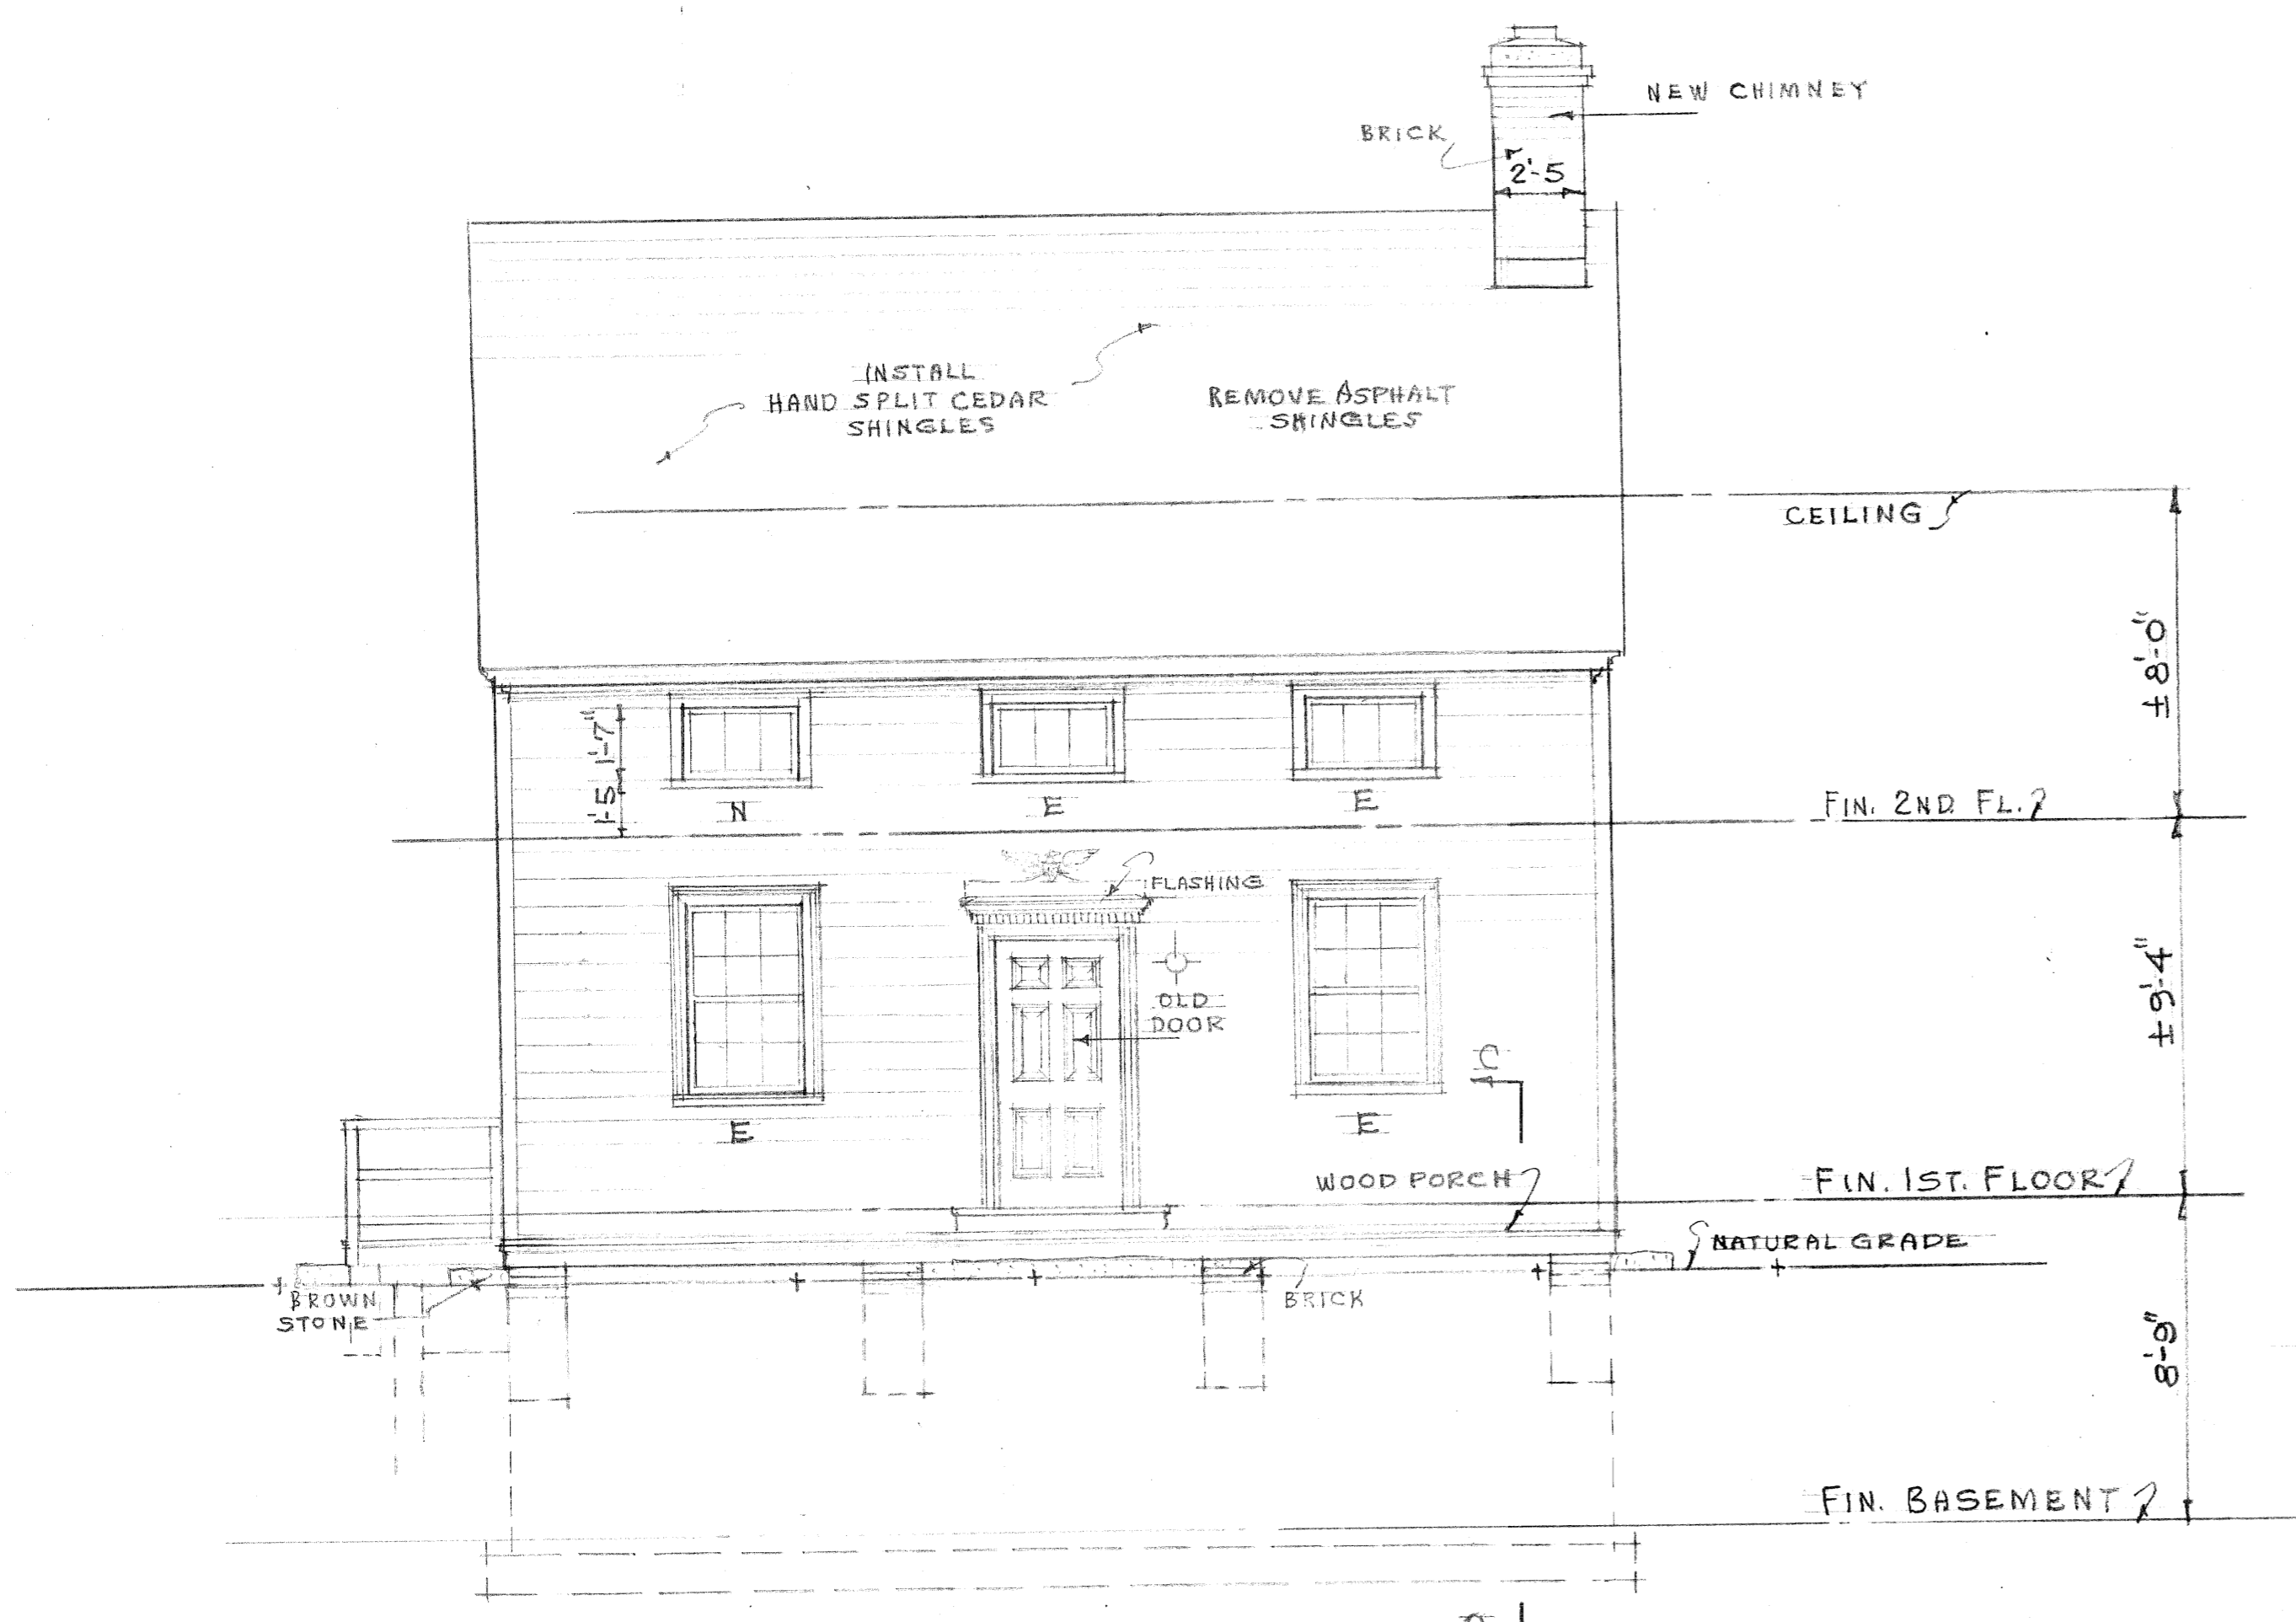 NEW CHIMNEY
BRICK
2'-5
INSTALL
HAND SPLIT CEDAR
SHINGLES
REMOVE ASPHALT
SHINGLES
CEILING
±8'-0"
1'-7"
1'-5
N
E
E
FIN. 2ND. FL.
FLASHING
±9'-4"
OLD
DOOR
C
E
E
WOOD PORCH
FIN. 1ST. FLOOR
NATURAL GRADE
BROWN
STONE
BRICK
8'-9"
FIN. BASEMENT